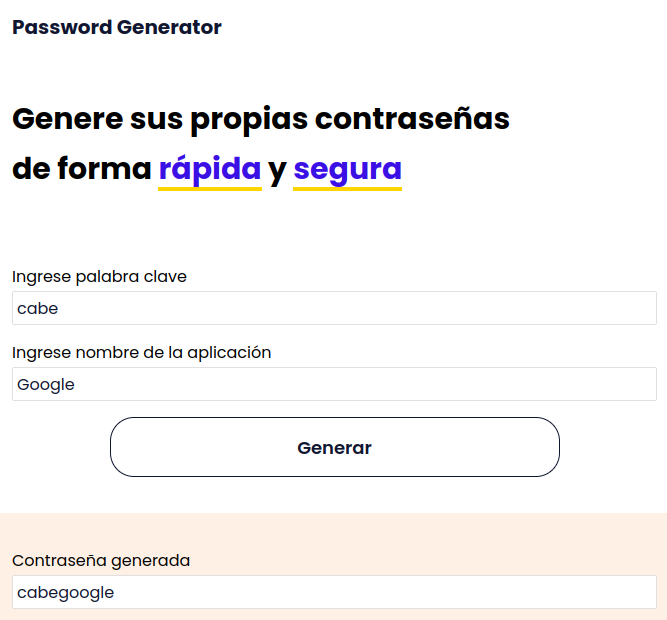 Password Generator
Genere sus propias contraseñas
de forma rápida y segura
Ingrese palabra clave
cabe
Ingrese nombre de la aplicación
Google
Generar
Contraseña generada
cabegoogle